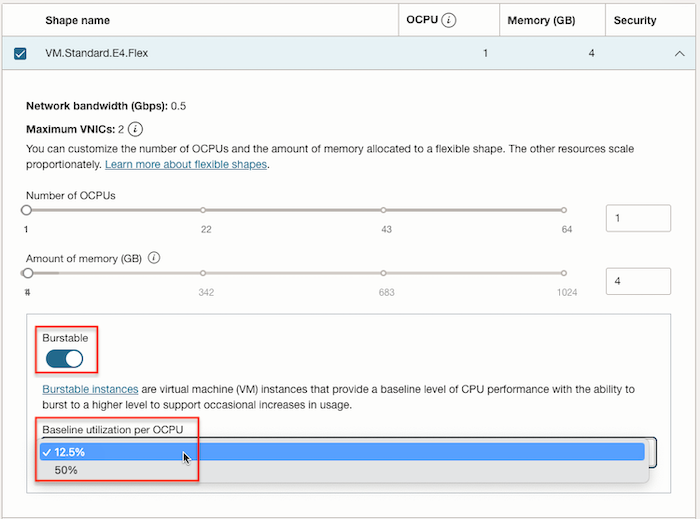 Shape name OCPU i Memory (GB) Security
VM.Standard.E4.Flex 1 4
Network bandwidth (Gbps): 0.5
Maximum VNICs: 2 i
You can customize the number of OCPUs and the amount of memory allocated to a flexible shape. The other resources scale
proportionately. Learn more about flexible shapes.
Number of OCPUs
1
1 22 43 64
Amount of memory (GB) i
4
4 342 683 1024
Burstable
Burstable instances are virtual machine (VM) instances that provide a baseline level of CPU performance with the ability to
burst to a higher level to support occasional increases in usage.
Baseline utilization per OCPU
✓ 12.5%
50%